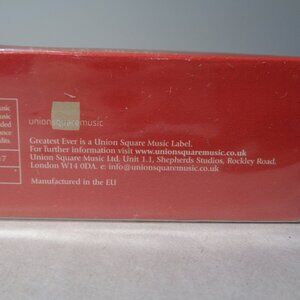 unionsquaremusic
Greatest Ever is a Union Square Music Label.
For further information visit www.unionsquaremusic.co.uk
Union Square Music Ltd. Unit 1.1, Shepherds Studios, Rockley Road,
London W14 0DA. e: info@unionsquaremusic.co.uk
Manufactured in the EU